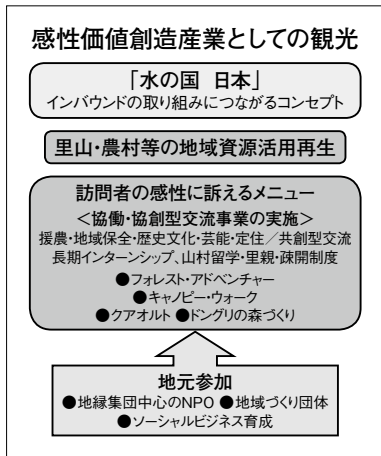 感性価値創造産業としての観光
「水の国 日本」
インバウンドの取り組みにつながるコンセプト
里山・農村等の地域資源活用再生
訪問者の感性に訴えるメニュー
＜協働・協創型交流事業の実施＞
援農・地域保全・歴史文化・芸能・定住／共創型交流
長期インターンシップ、山村留学・里親・疎開制度
●フォレスト・アドベンチャー
●キャノピー・ウォーク
●クアオルト ●ドングリの森づくり
地元参加
●地縁集団中心のNPO ●地域づくり団体
●ソーシャルビジネス育成